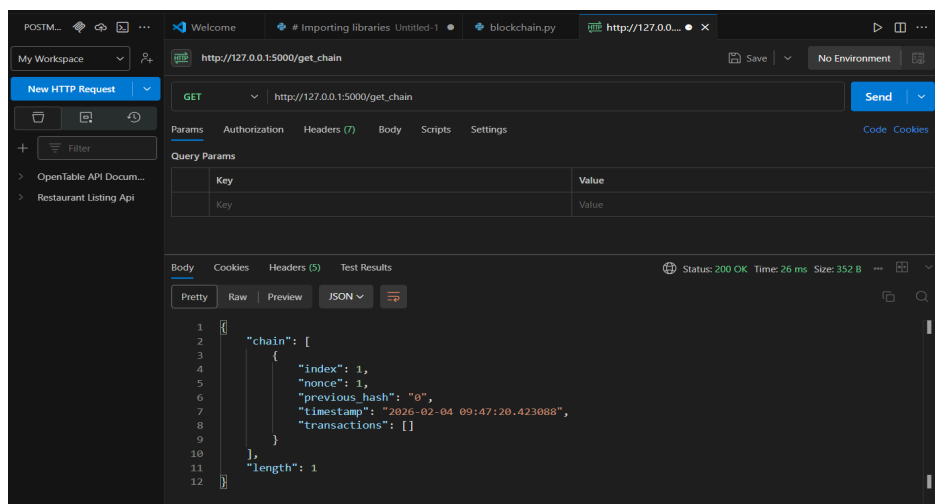 POSTM... ...
Welcome
# Importing libraries Untitled-1
blockchain.py
http://127.0.0....
...
My Workspace
http://127.0.0.1:5000/get_chain
Save
No Environment
New HTTP Request
GET
http://127.0.0.1:5000/get_chain
Send
Params Authorization Headers (7) Body Scripts Settings
Code Cookies
Filter
Query Params
OpenTable API Docum...
Restaurant Listing Api
Key Value
Key Value
Body Cookies Headers (5) Test Results
Status: 200 OK Time: 26 ms Size: 352 B
Pretty Raw Preview JSON
1 {
2 "chain": [
3 {
4 "index": 1,
5 "nonce": 1,
6 "previous_hash": "0",
7 "timestamp": "2026-02-04 09:47:20.423088",
8 "transactions": []
9 }
10 ],
11 "length": 1
12 }